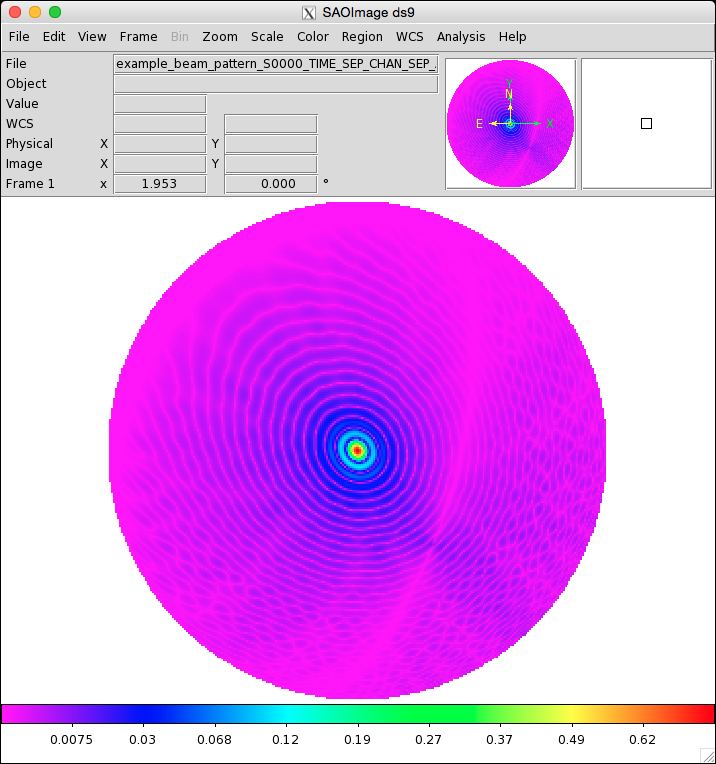 SAOImage ds9
File Edit View Frame Bin Zoom Scale Color Region WCS Analysis Help
File example_beam_pattern_S0000_TIME_SEP_CHAN_SEP_
Object
Value
WCS
Physical X Y
Image X Y
Frame 1 x 1.953 0.000 °
Y
N
E X
0.0075 0.03 0.068 0.12 0.19 0.27 0.37 0.49 0.62